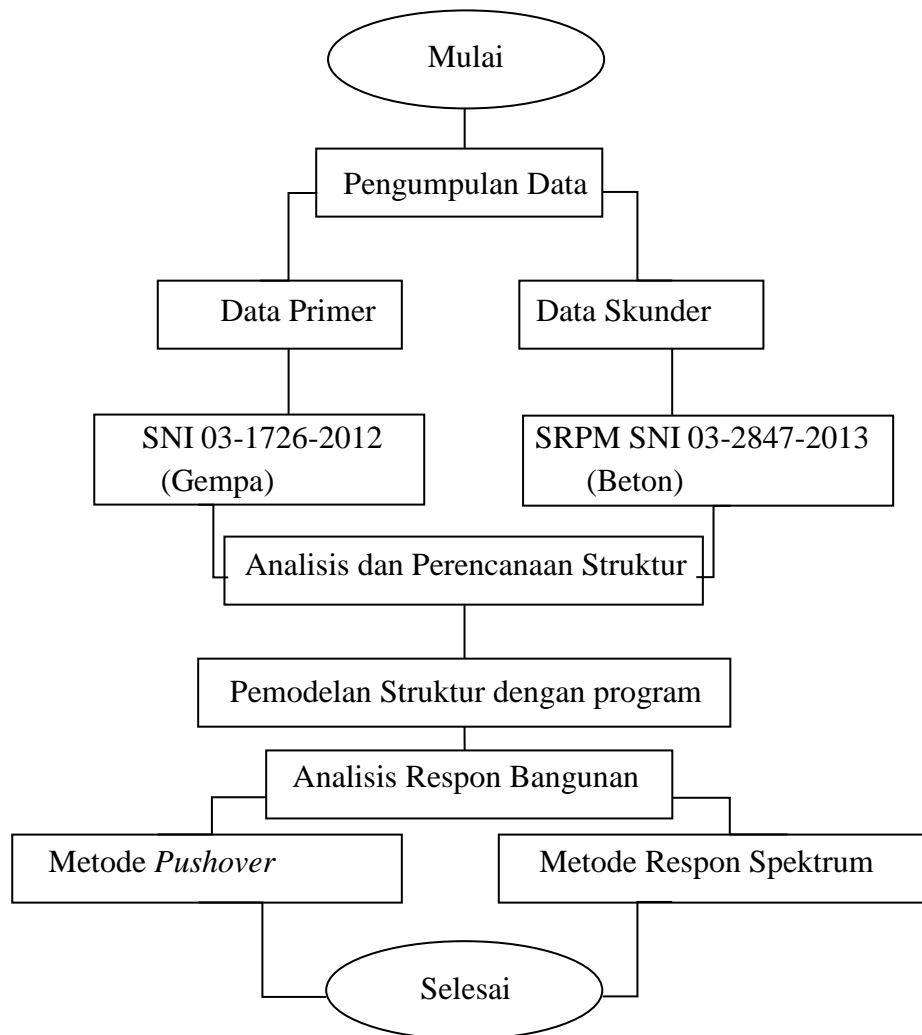 Mulai
Pengumpulan Data
Data Primer
Data Skunder
SNI 03-1726-2012
(Gempa)
SRPM SNI 03-2847-2013
(Beton)
Analisis dan Perencanaan Struktur
Pemodelan Struktur dengan program
Analisis Respon Bangunan
Metode Pushover
Metode Respon Spektrum
Selesai